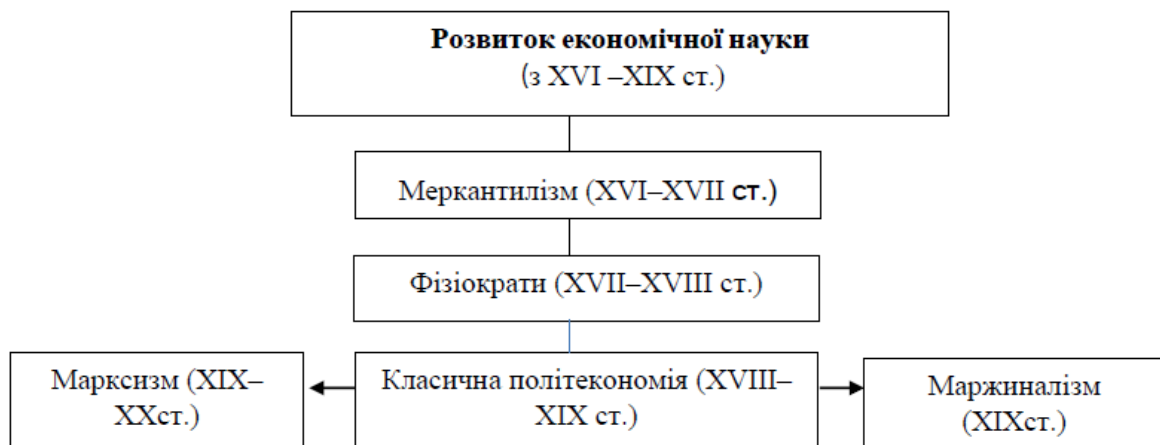 Розвиток економічної науки
(з XVI –XIX ст.)
Меркантилізм (XVI–XVII ст.)
Фізіократи (XVII–XVIII ст.)
Марксизм (XIX–
XXст.)
Класична політекономія (XVIII–
XIX ст.)
Маржиналізм
(XIXст.)